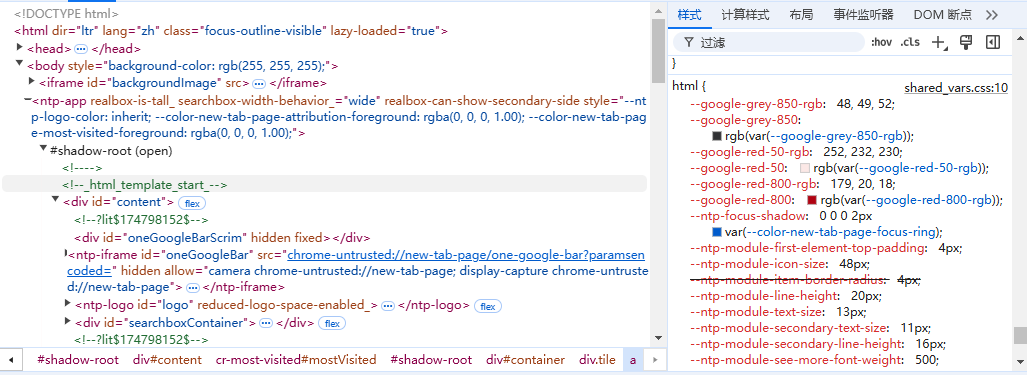 <!DOCTYPE html>
<html dir="ltr" lang="zh" class="focus-outline-visible" lazy-loaded="true">
<head> … </head>
<body style="background-color: rgb(255, 255, 255);">
<iframe id="backgroundImage" src> … </iframe>
<ntp-app realbox-is-tall_ searchbox-width-behavior_="wide" realbox-can-show-secondary-side style="--nt
p-logo-color: inherit; --color-new-tab-page-attribution-foreground: rgba(0, 0, 0, 1.00); --color-new-tab-pag
e-most-visited-foreground: rgba(0, 0, 0, 1.00);">
#shadow-root (open)
<!---->
<!--_html_template_start_-->
<div id="content"> flex
<!--?lit$174798152$-->
<div id="oneGoogleBarScrim" hidden fixed></div>
<ntp-iframe id="oneGoogleBar" src="chrome-untrusted://new-tab-page/one-google-bar?paramsen
coded=" hidden allow="camera chrome-untrusted://new-tab-page; display-capture chrome-untruste
d://new-tab-page"> … </ntp-iframe>
<ntp-logo id="logo" reduced-logo-space-enabled_> … </ntp-logo> flex
<div id="searchboxContainer"> … </div> flex
<!--?lit$174798152$-->
#shadow-root div#content cr-most-visited#mostVisited #shadow-root div#container div.tile a
样式 计算样式 布局 事件监听器 DOM 断点
过滤 :hov .cls
}
html { shared_vars.css:10
--google-grey-850-rgb: 48, 49, 52;
--google-grey-850:
rgb(var(--google-grey-850-rgb));
--google-red-50-rgb: 252, 232, 230;
--google-red-50: rgb(var(--google-red-50-rgb));
--google-red-800-rgb: 179, 20, 18;
--google-red-800: rgb(var(--google-red-800-rgb));
--ntp-focus-shadow: 0 0 0 2px
var(--color-new-tab-page-focus-ring);
--ntp-module-first-element-top-padding: 4px;
--ntp-module-icon-size: 48px;
--ntp-module-item-border-radius: 4px;
--ntp-module-line-height: 20px;
--ntp-module-text-size: 13px;
--ntp-module-secondary-text-size: 11px;
--ntp-module-secondary-line-height: 16px;
--ntp-module-see-more-font-weight: 500;